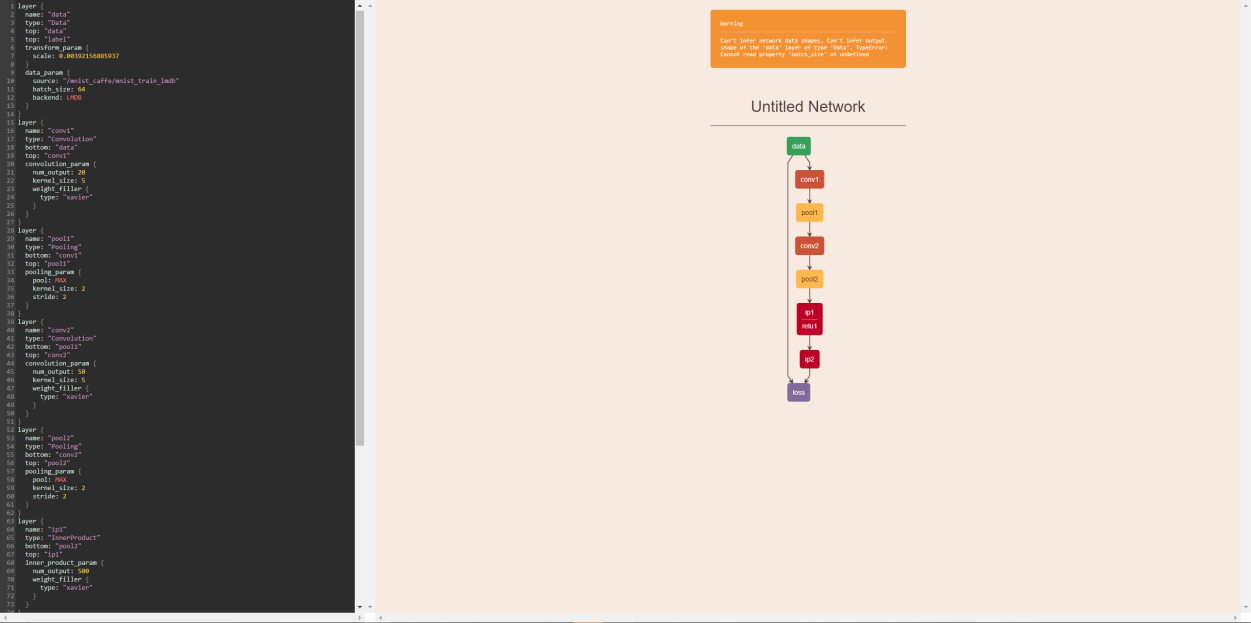 1 layer {
2 name: "data"
3 type: "Data"
4 top: "data"
5 top: "label"
6 transform_param {
7 scale: 0.00392156885937
8 }
9 data_param {
10 source: "/mnist_caffe/mnist_train_lmdb"
11 batch_size: 64
12 backend: LMDB
13 }
14 }
15 layer {
16 name: "conv1"
17 type: "Convolution"
18 bottom: "data"
19 top: "conv1"
20 convolution_param {
21 num_output: 20
22 kernel_size: 5
23 weight_filler {
24 type: "xavier"
25 }
26 }
27 }
28 layer {
29 name: "pool1"
30 type: "Pooling"
31 bottom: "conv1"
32 top: "pool1"
33 pooling_param {
34 pool: MAX
35 kernel_size: 2
36 stride: 2
37 }
38 }
39 layer {
40 name: "conv2"
41 type: "Convolution"
42 bottom: "pool1"
43 top: "conv2"
44 convolution_param {
45 num_output: 50
46 kernel_size: 5
47 weight_filler {
48 type: "xavier"
49 }
50 }
51 }
52 layer {
53 name: "pool2"
54 type: "Pooling"
55 bottom: "conv2"
56 top: "pool2"
57 pooling_param {
58 pool: MAX
59 kernel_size: 2
60 stride: 2
61 }
62 }
63 layer {
64 name: "ip1"
65 type: "InnerProduct"
66 bottom: "pool2"
67 top: "ip1"
68 inner_product_param {
69 num_output: 500
70 weight_filler {
71 type: "xavier"
72 }
73 }
Warning
Can't infer network data shapes. Can't infer output
shape of the 'data' layer of type 'Data'. TypeError:
Cannot read property 'batch_size' of undefined
Untitled Network
data
conv1
pool1
conv2
pool2
ip1
relu1
ip2
loss